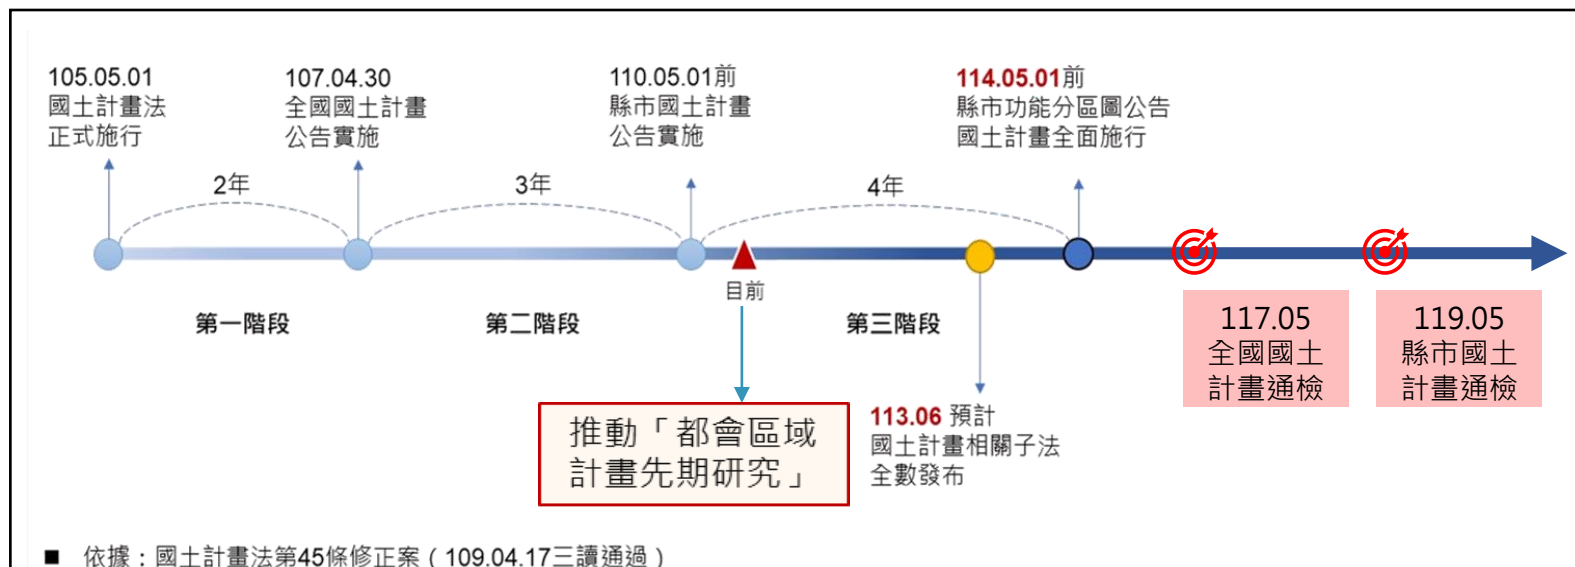 105.05.01
國土計畫法
正式施行
107.04.30
全國國土計畫
公告實施
110.05.01前
縣市國土計畫
公告實施
114.05.01前
縣市功能分區圖公告
國土計畫全面施行
2年
3年
4年
目前
第一階段
第二階段
第三階段
117.05
全國國土
計畫通檢
119.05
縣市國土
計畫通檢
推動「都會區域
計畫先期研究」
113.06 預計
國土計畫相關子法
全數發布
■ 依據：國土計畫法第45條修正案（109.04.17三讀通過）